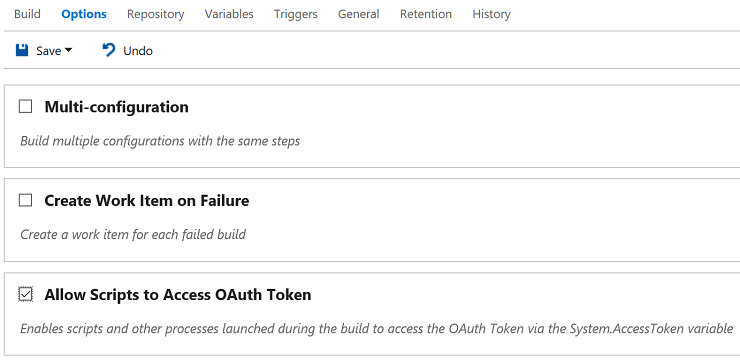 Build Options Repository Variables Triggers General Retention History
Save Undo
Multi-configuration
Build multiple configurations with the same steps
Create Work Item on Failure
Create a work item for each failed build
Allow Scripts to Access OAuth Token
Enables scripts and other processes launched during the build to access the OAuth Token via the System.AccessToken variable